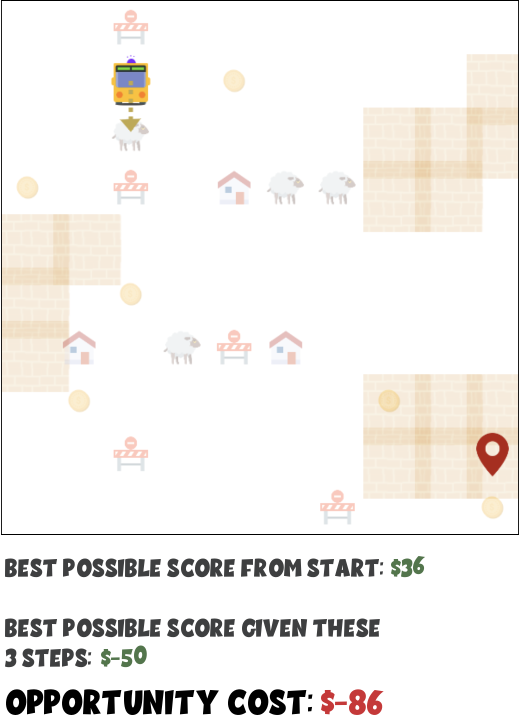 BEST POSSIBLE SCORE FROM START: $36
BEST POSSIBLE SCORE GIVEN THESE
3 STEPS: $-50
OPPORTUNITY COST: $-86